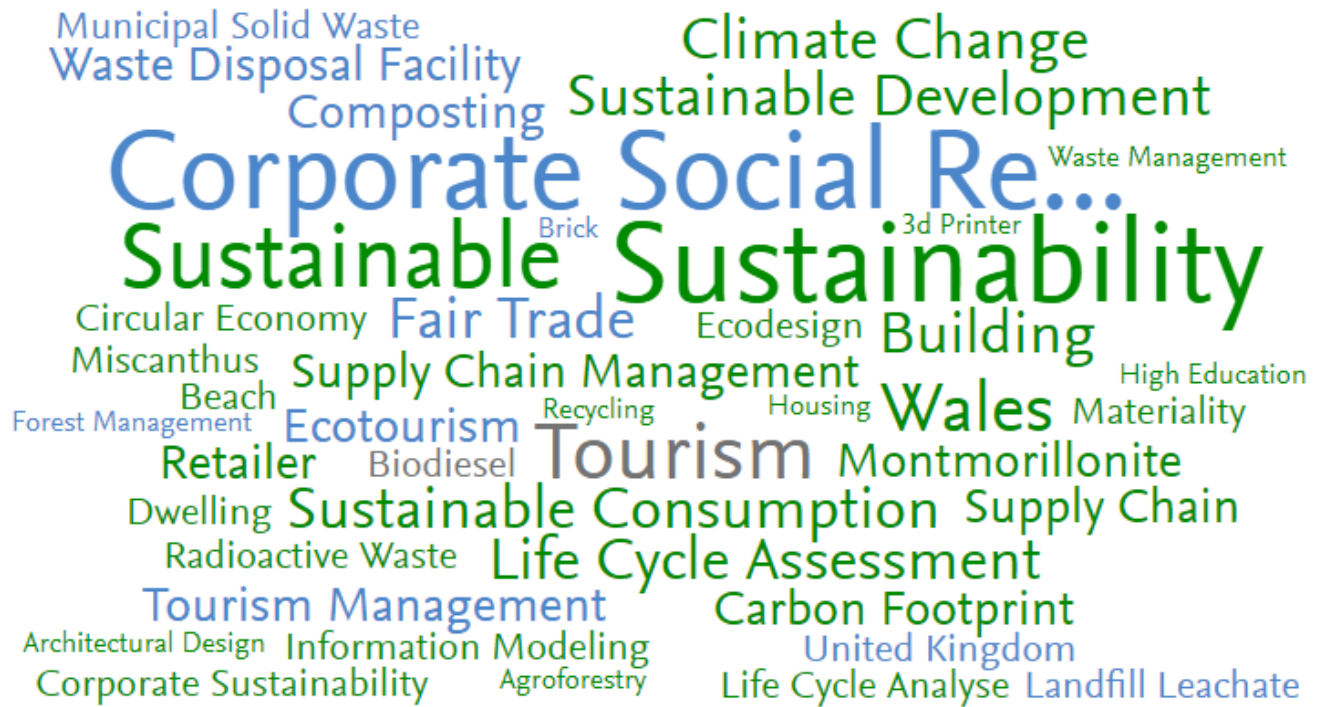 Municipal Solid Waste
Climate Change
Waste Disposal Facility
Sustainable Development
Composting
Corporate Social Re...
Waste Management
Sustainable
Brick
Sustainability
3d Printer
Circular Economy
Fair Trade
Ecodesign
Building
Miscanthus
Supply Chain Management
High Education
Beach
Forest Management
Ecotourism
Recycling
Housing
Wales
Materiality
Retailer
Biodiesel
Tourism
Montmorillonite
Dwelling
Sustainable Consumption
Supply Chain
Radioactive Waste
Life Cycle Assessment
Tourism Management
Carbon Footprint
Architectural Design
Information Modeling
United Kingdom
Corporate Sustainability
Agroforestry
Life Cycle Analyse
Landfill Leachate